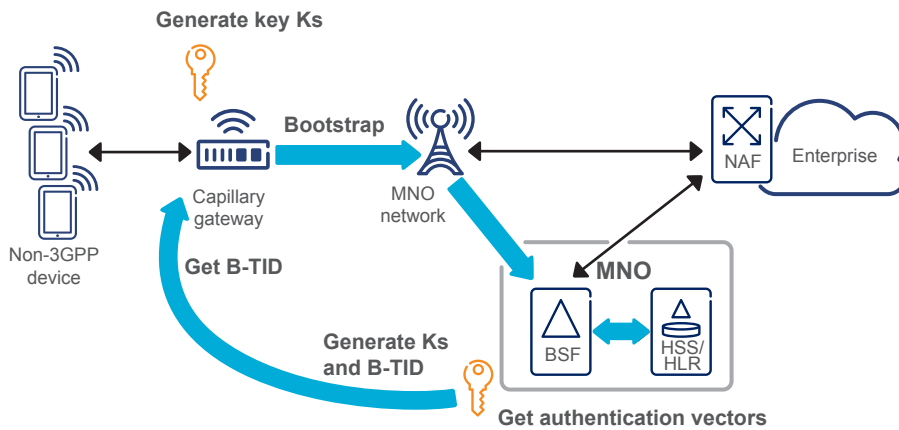 Generate key Ks
Bootstrap
NAF
Enterprise
Capillary
gateway
MNO
network
Non-3GPP
device
Get B-TID
MNO
BSF
HSS/
HLR
Generate Ks
and B-TID
Get authentication vectors